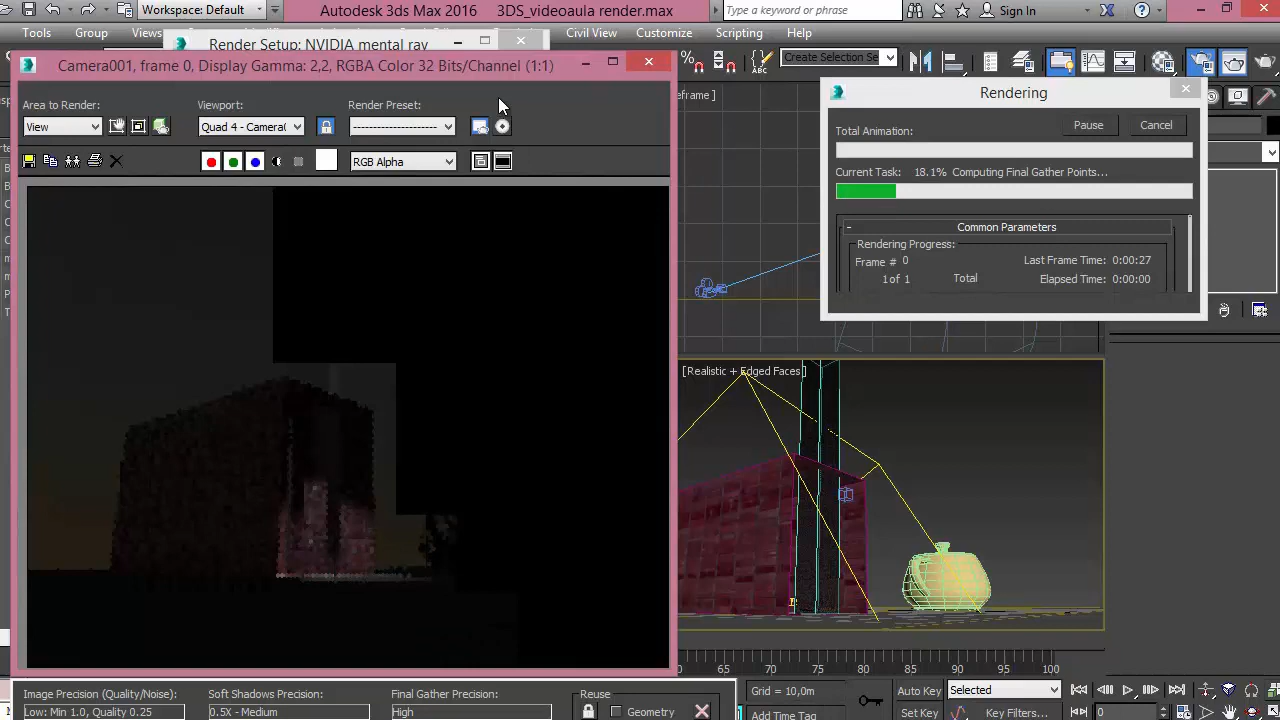 Workspace: Default
Autodesk 3ds Max 2016
3DS_videoaula render.max
Type a keyword or phrase
Sign In
Tools
Group
Views
Civil View
Customize
Scripting
Help
Render Setup: NVIDIA mental ray
Display Gamma: 2,2, RGBA Color 32 Bits/Channel (1:1)
Create Selection Se
Area to Render:
Viewport:
Render Preset:
View
Quad 4 - Camera0
RGB Alpha
Rendering
Total Animation:
Pause
Cancel
Current Task:
18.1% Computing Final Gather Points...
Common Parameters
Rendering Progress:
Frame # 0
Last Frame Time: 0:00:27
1 of 1
Total
Elapsed Time: 0:00:00
[Realistic + Edged Faces ]
65
70
75
80
85
90
95
100
Image Precision (Quality/Noise):
Soft Shadows Precision:
Final Gather Precision:
Reuse
Low: Min 1.0, Quality 0.25
0.5X - Medium
High
Geometry
Grid = 10,0m
Add Time Tag
Auto Key
Selected
Set Key
Key Filters...
0